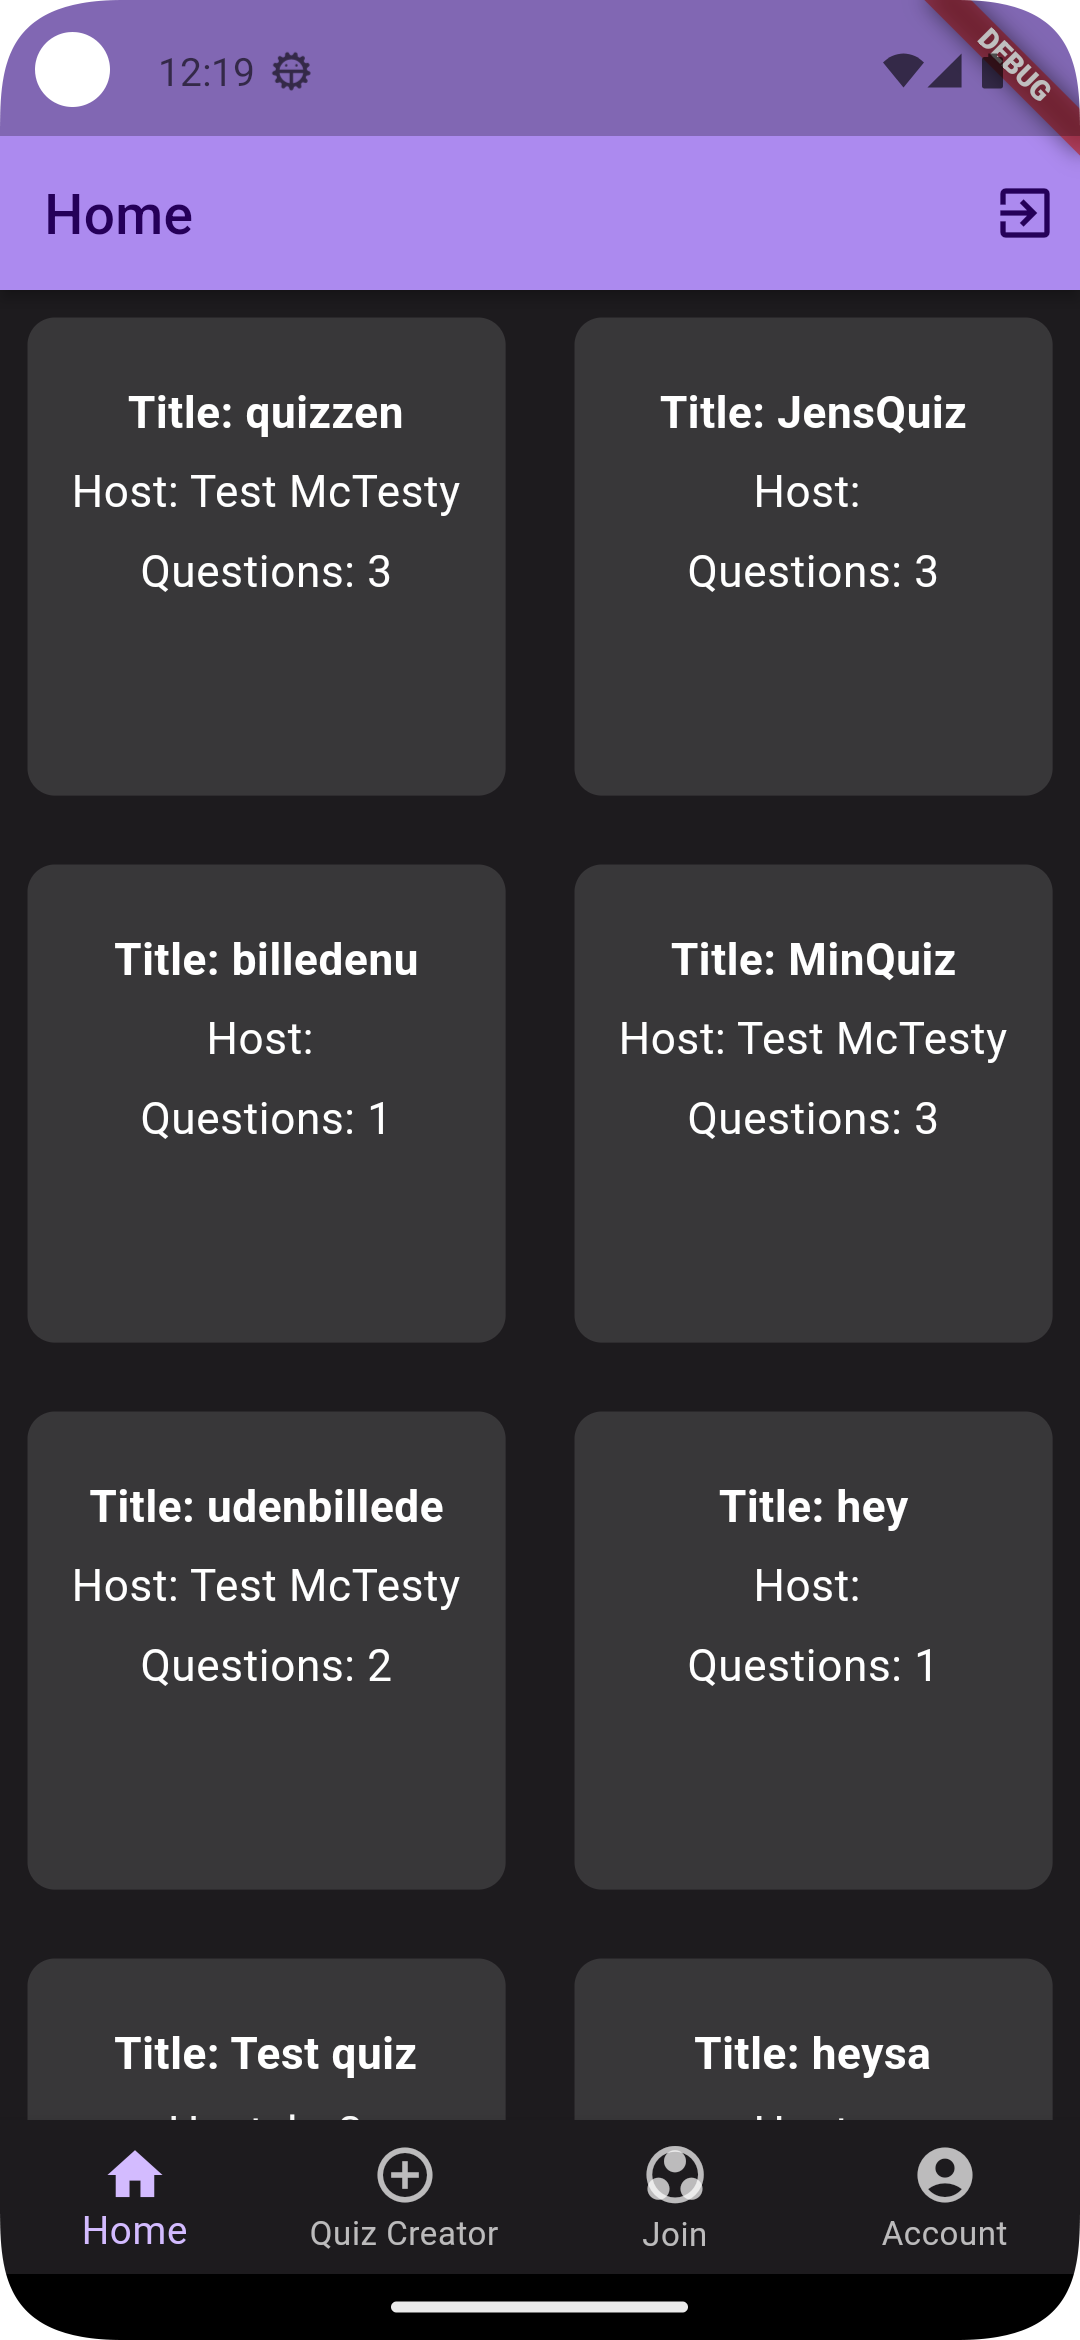 12:19
DEBUG
Home
Title: quizzen
Host: Test McTesty
Questions: 3
Title: JensQuiz
Host:
Questions: 3
Title: billedenu
Host:
Questions: 1
Title: MinQuiz
Host: Test McTesty
Questions: 3
Title: udenbillede
Host: Test McTesty
Questions: 2
Title: hey
Host:
Questions: 1
Title: Test quiz
Title: heysa
Home
Quiz Creator
Join
Account